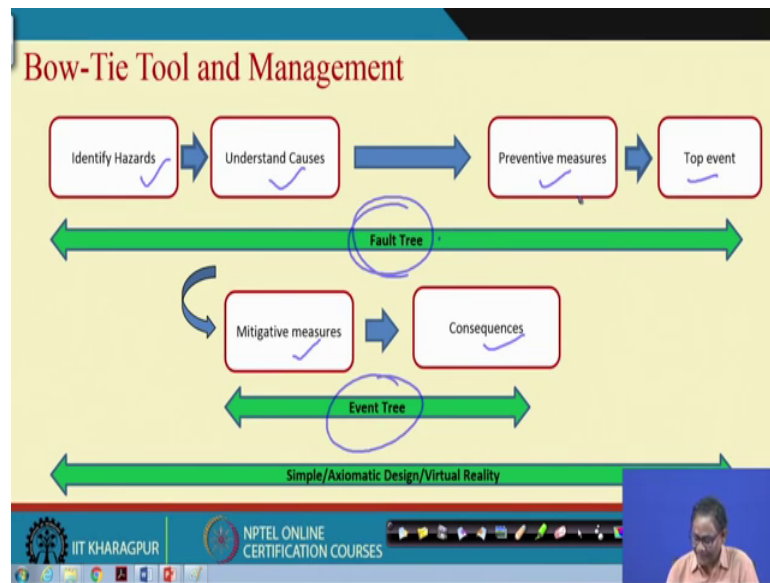 Bow-Tie Tool and Management
Identify Hazards
Understand Causes
Preventive measures
Top event
Fault Tree
Mitigative measures
Consequences
Event Tree
Simple/Axiomatic Design/Virtual Reality
IIT KHARAGPUR
NPTEL ONLINE
CERTIFICATION COURSES